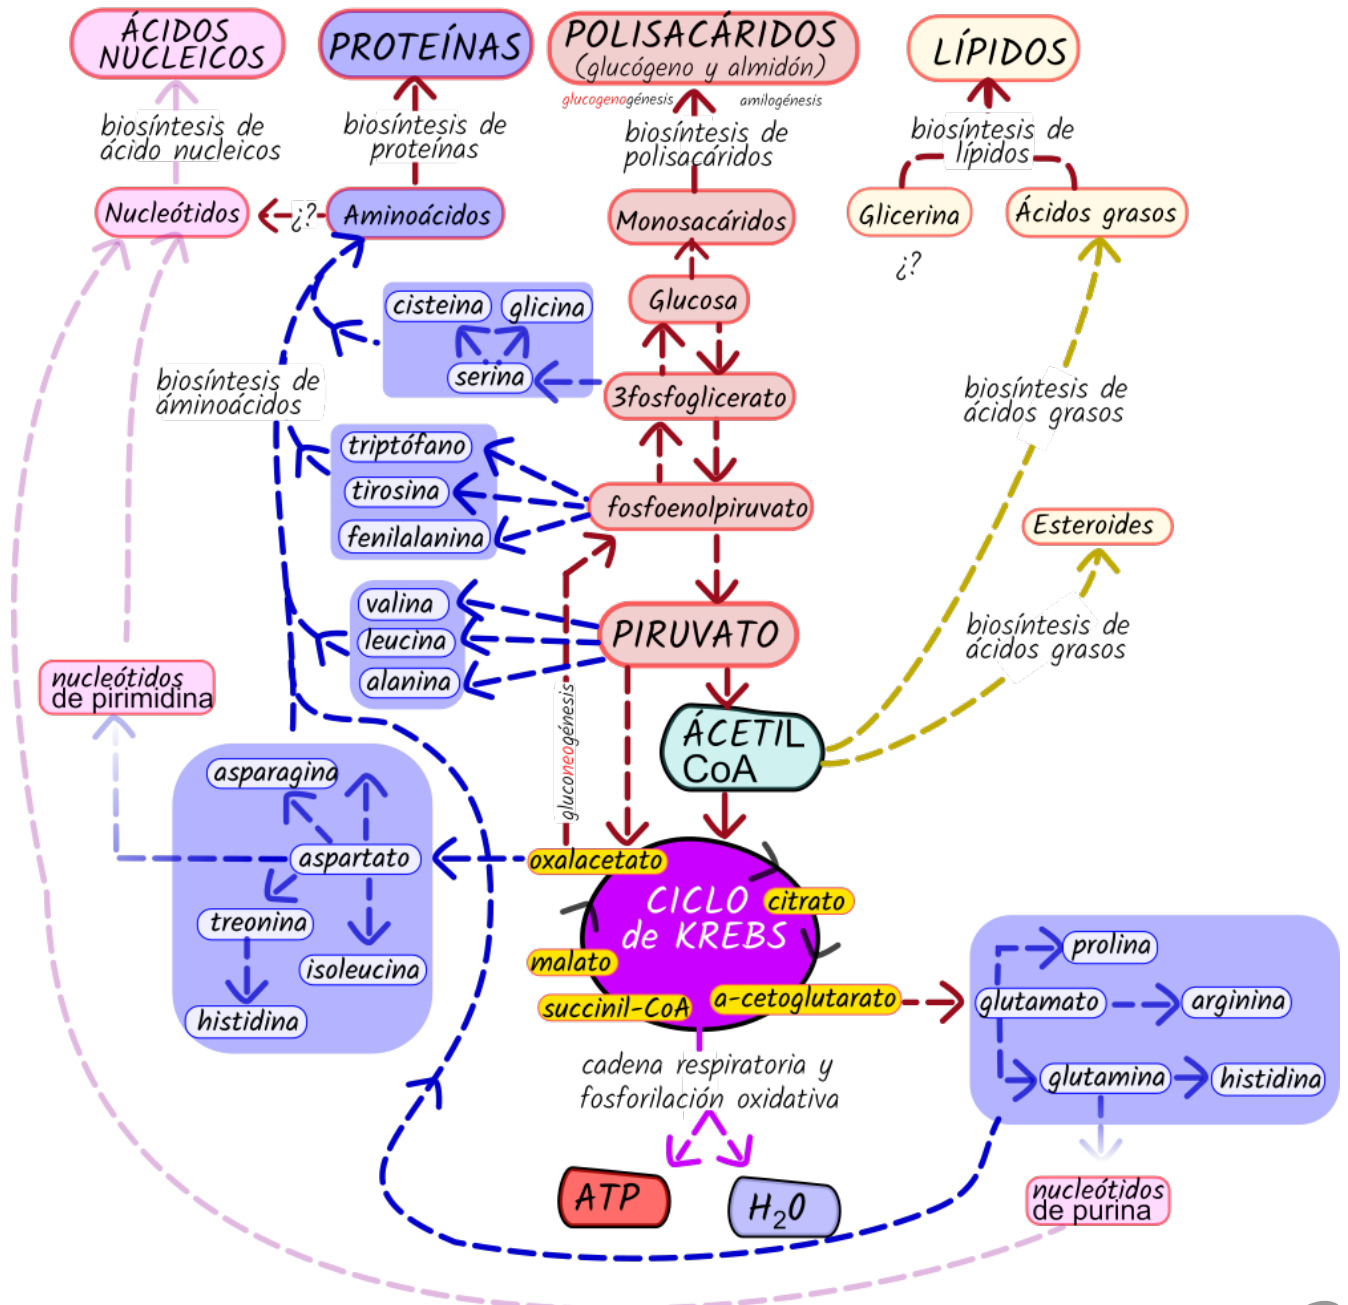 ÁCIDOS
NUCLEICOS
PROTEÍNAS
POLISACÁRIDOS
(glucógeno y almidón)
LÍPIDOS
glucogenogénesis
amilogénesis
biosíntesis de
ácido nucleicos
biosíntesis de
proteínas
biosíntesis de
polisacáridos
biosíntesis de
lípidos
Nucleótidos
¿?
Aminoácidos
Monosacáridos
Glicerina
Ácidos grasos
¿?
cisteina
glicina
serina
Glucosa
3fosfoglicerato
biosíntesis de
áminoácidos
biosíntesis de
ácidos grasos
triptófano
tirosina
fenilalanina
fosfoenolpiruvato
Esteroides
valina
leucina
alanina
PIRUVATO
biosíntesis de
ácidos grasos
nucleótidos
de pirimidina
gluconeogénesis
ÁCETIL
CoA
asparagina
aspartato
treonina
isoleucina
histidina
oxalacetato
CICLO
de KREBS
citrato
malato
succinil-CoA
a-cetoglutarato
prolina
glutamato
arginina
glutamina
histidina
cadena respiratoria y
fosforilación oxidativa
ATP
H₂O
nucleótidos
de purina